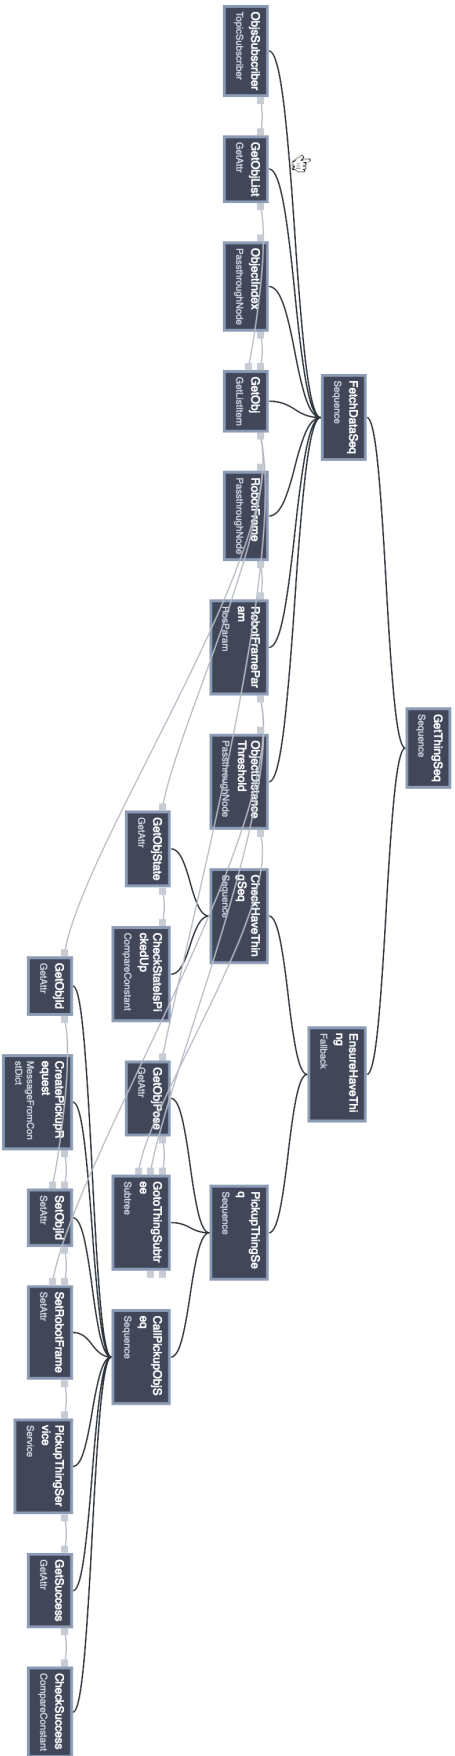 GetThingSeq
Sequence
FetchDataSeq
Sequence
EnsureHaveThi
ng
Fallback
ObjsSubscriber
TopicSubscriber
GetObjList
GetAttr
ObjectIndex
PassthroughNode
GetObj
GetListItem
RobotFrame
PassthroughNode
RobotFramePar
am
RosParam
ObjectDistance
Threshold
PassthroughNode
CheckHaveThin
gSeq
Sequence
PickupThingSe
q
Sequence
GetObjState
GetAttr
CheckStateIsPi
ckedUp
CompareConstant
GetObjPose
GetAttr
GotoThingSubtr
ee
Subtree
CallPickupObjS
eq
Sequence
GetObjId
GetAttr
CreatePickupR
equest
MessageFromCon
stDict
SetObjId
SetAttr
SetRobotFrame
SetAttr
PickupThingSer
vice
Service
GetSuccess
GetAttr
CheckSuccess
CompareConstant